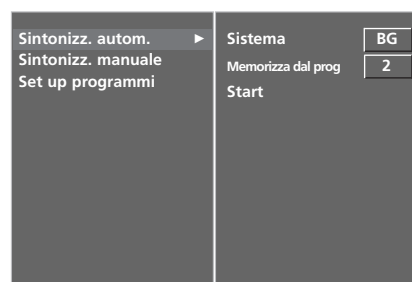 Sintonizz. autom. ►
Sintonizz. manuale
Set up programmi
Sistema BG
Memorizza dal prog 2
Start